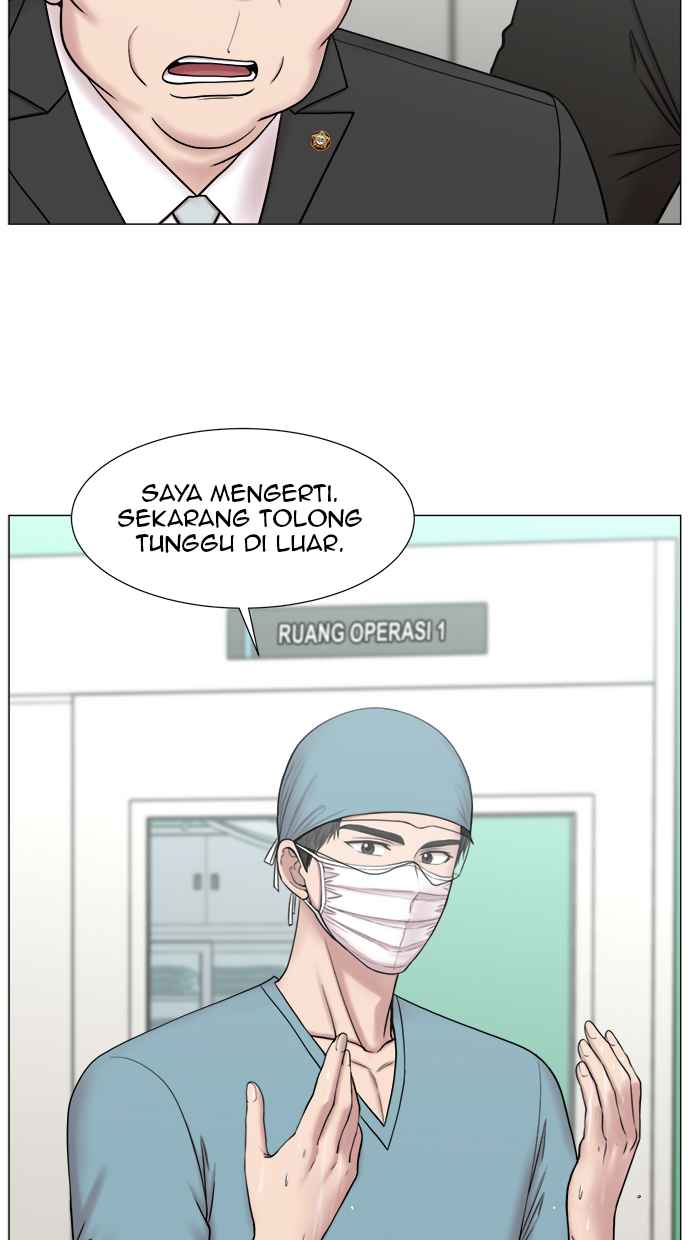 SAYA MENGERTI.
SEKARANG TOLONG
TUNGGU DI LUAR.
RUANG OPERASI 1